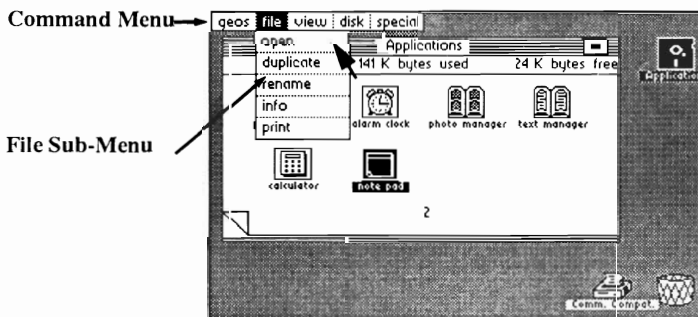 Command Menu
geos file view disk special
open
Applications
duplicate
141 K bytes used
24 K bytes free
Application
rename
info
alarm clock
photo manager
text manager
print
File Sub-Menu
calculator
note pad
2
Comm. Compat.